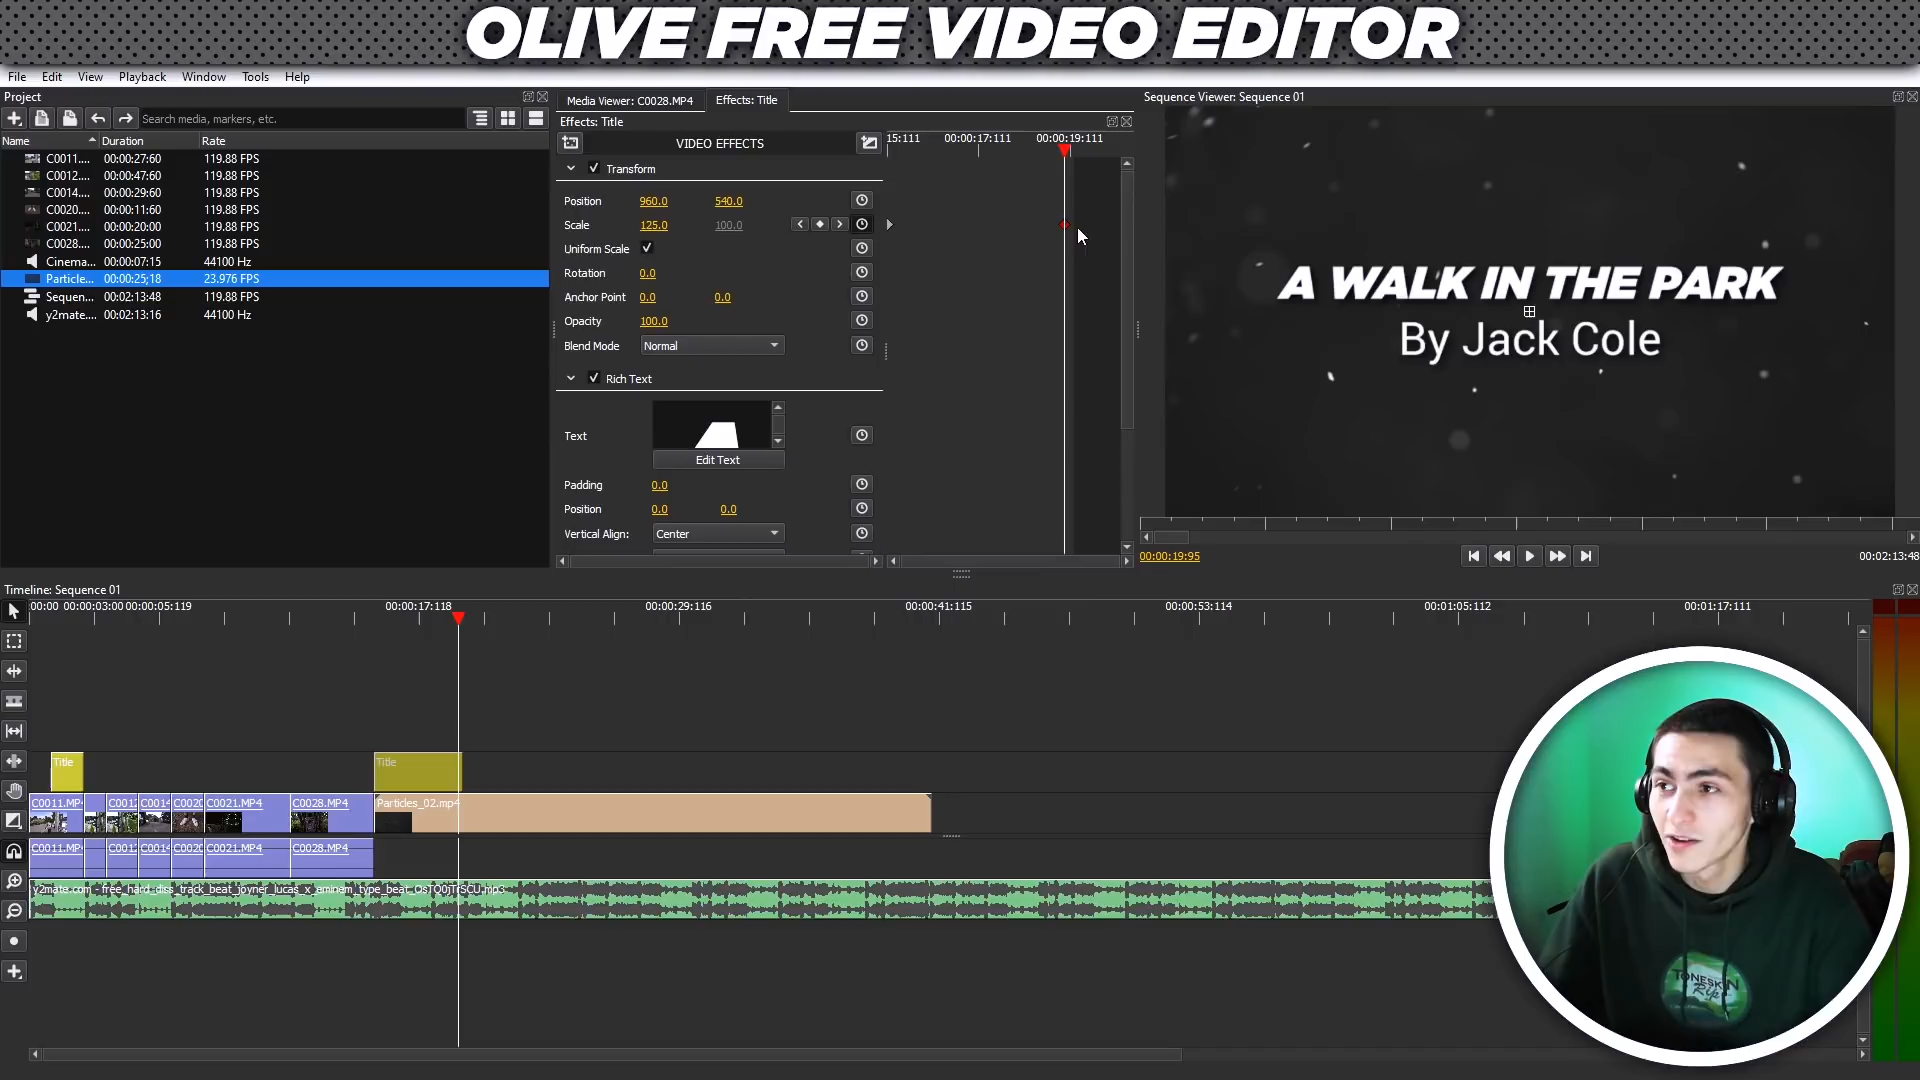 OLIVE FREE VIDEO EDITOR
File Edit View Playback Window Tools Help
Project
Search media, markers, etc.
Name Duration Rate
C0011.... 00:00:27:60 119.88 FPS
C0012.... 00:00:47:60 119.88 FPS
C0014.... 00:00:29:60 119.88 FPS
C0020.... 00:00:11:60 119.88 FPS
C0021.... 00:00:20:00 119.88 FPS
C0028.... 00:00:25:00 119.88 FPS
Cinema... 00:00:07:15 44100 Hz
Particle... 00:00:25;18 23.976 FPS
Sequen... 00:02:13:48 119.88 FPS
y2mate.... 00:02:13:16 44100 Hz
Media Viewer: C0028.MP4 Effects: Title
Effects: Title
VIDEO EFFECTS
15:111 00:00:17:111 00:00:19:111
Transform
Position 960.0 540.0
Scale 125.0 100.0
Uniform Scale
Rotation 0.0
Anchor Point 0.0 0.0
Opacity 100.0
Blend Mode Normal
Rich Text
Text
Edit Text
Padding 0.0
Position 0.0 0.0
Vertical Align: Center
Sequence Viewer: Sequence 01
A WALK IN THE PARK
By Jack Cole
00:00:19:95 00:02:13:48
Timeline: Sequence 01
00:00 00:00:03:00 00:00:05:119 00:00:17:118 00:00:29:116 00:00:41:115 00:00:53:114 00:01:05:112 00:01:17:111
Title Title
C0011.MP4 C0012 C0014 C0020 C0021.MP4 C0028.MP4 Particles_02.mp4
C0011.MP4 C0012 C0014 C0020 C0021.MP4 C0028.MP4
TONESKIN
Rip